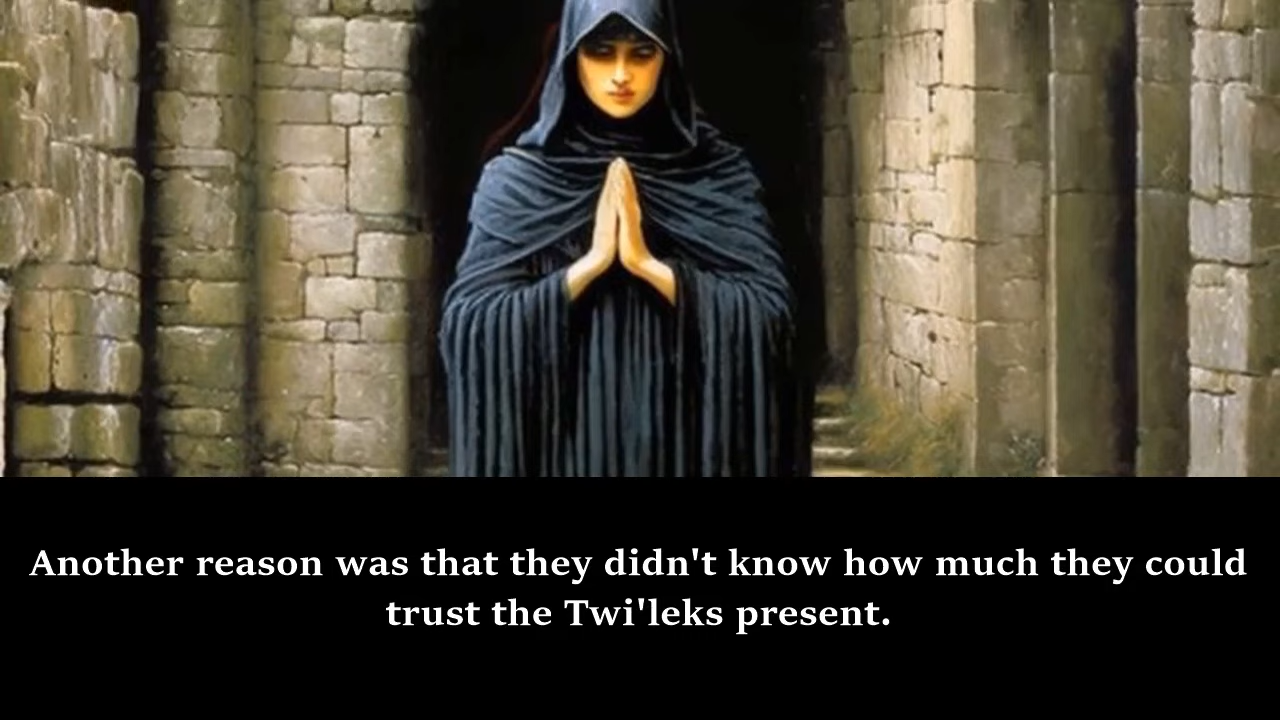 Another reason was that they didn't know how much they could
trust the Twi'leks present.